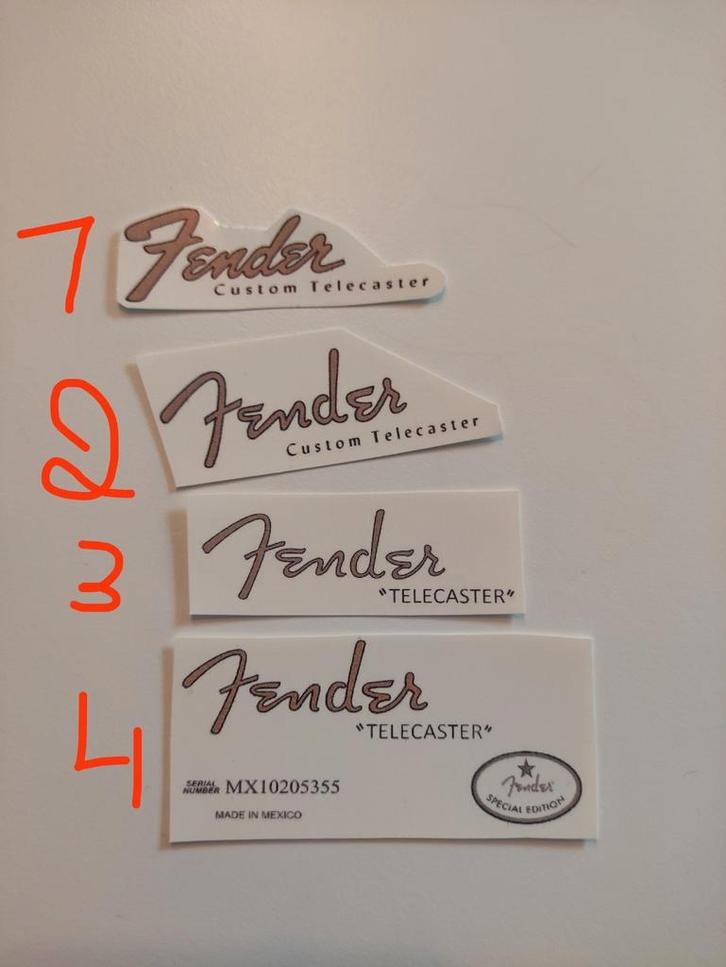 1
Fender
Custom Telecaster
2
Fender
Custom Telecaster
3
Fender
"TELECASTER"
4
Fender
"TELECASTER"
SERIAL
NUMBER MX10205355
MADE IN MEXICO
Fender
SPECIAL EDITION